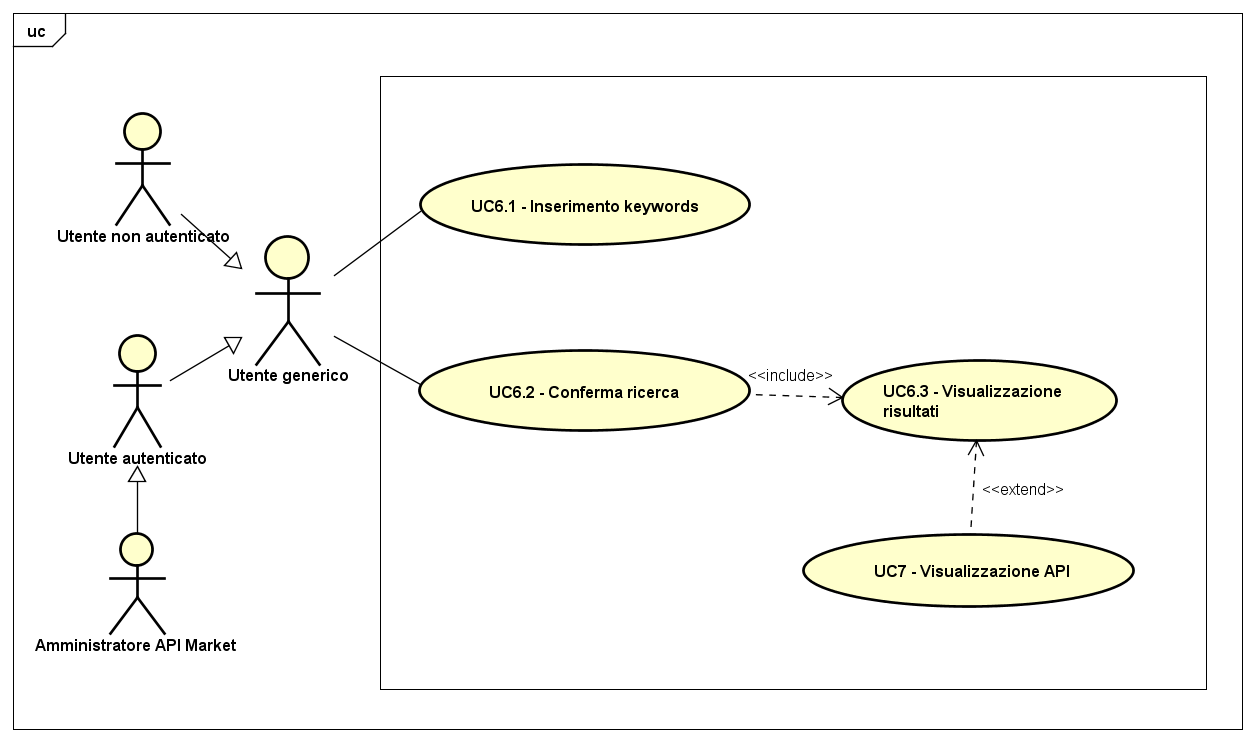 uc
Utente non autenticato
UC6.1 - Inserimento keywords
Utente generico
UC6.2 - Conferma ricerca
<<include>>
UC6.3 - Visualizzazione
risultati
Utente autenticato
<<extend>>
UC7 - Visualizzazione API
Amministratore API Market